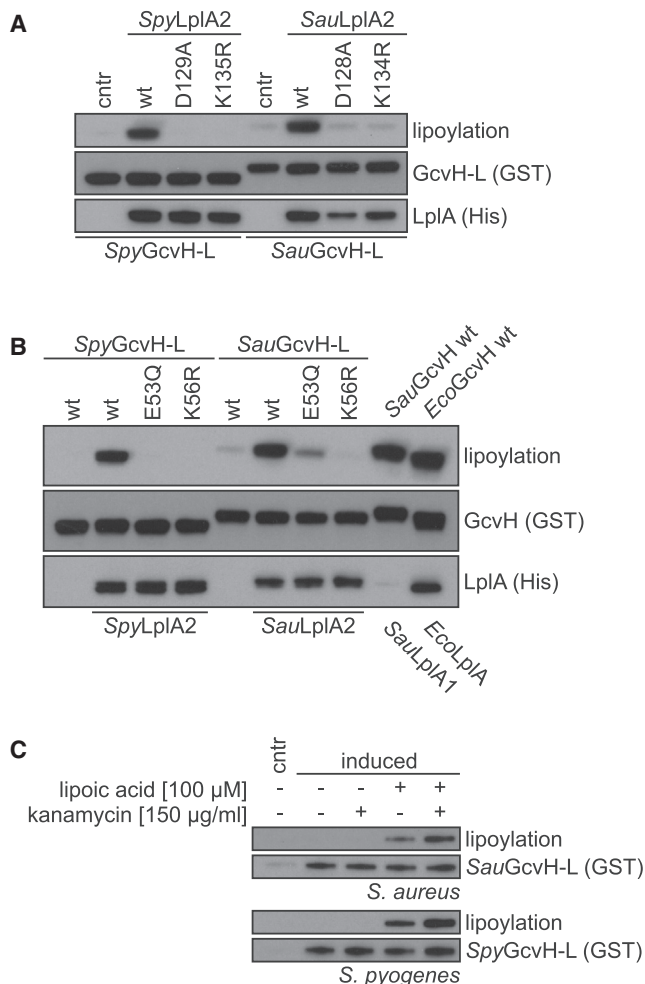 A
SpyLplA2 SauLplA2
cntr wt D129A K135R cntr wt D128A K134R
lipoylation
GcvH-L (GST)
LplA (His)
SpyGcvH-L SauGcvH-L
B
SpyGcvH-L SauGcvH-L
wt wt E53Q K56R wt wt E53Q K56R SauGcvH wt EcoGcvH wt
lipoylation
GcvH (GST)
LplA (His)
SpyLplA2 SauLplA2 SauLplA1 EcoLplA
C
cntr induced
lipoic acid [100 µM] - - - + +
kanamycin [150 µg/ml] - - + - +
lipoylation
SauGcvH-L (GST)
S. aureus
lipoylation
SpyGcvH-L (GST)
S. pyogenes